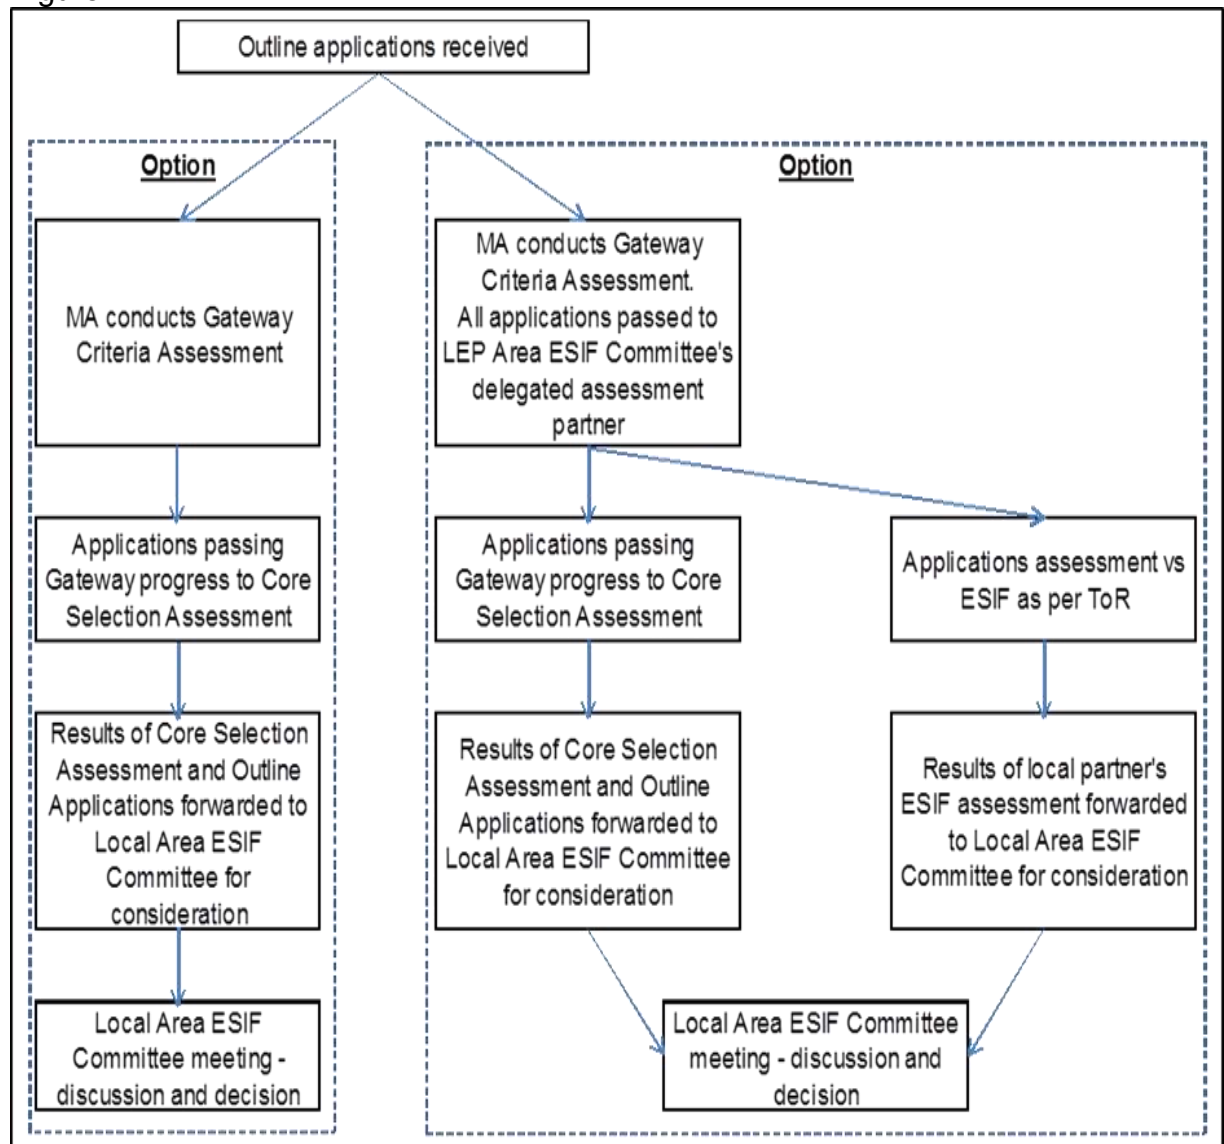 Outline applications received
Option
MA conducts Gateway
Criteria Assessment
Applications passing
Gateway progress to Core
Selection Assessment
Results of Core Selection
Assessment and Outline
Applications forwarded to
Local Area ESIF
Committee for
consideration
Local Area ESIF
Committee meeting -
discussion and decision
Option
MA conducts Gateway
Criteria Assessment.
All applications passed to
LEP Area ESIF Committee's
delegated assessment
partner
Applications passing
Gateway progress to Core
Selection Assessment
Applications assessment vs
ESIF as per ToR
Results of Core Selection
Assessment and Outline
Applications forwarded to
Local Area ESIF Committee
for consideration
Results of local partner's
ESIF assessment forwarded
to Local Area ESIF
Committee for consideration
Local Area ESIF Committee
meeting - discussion and
decision